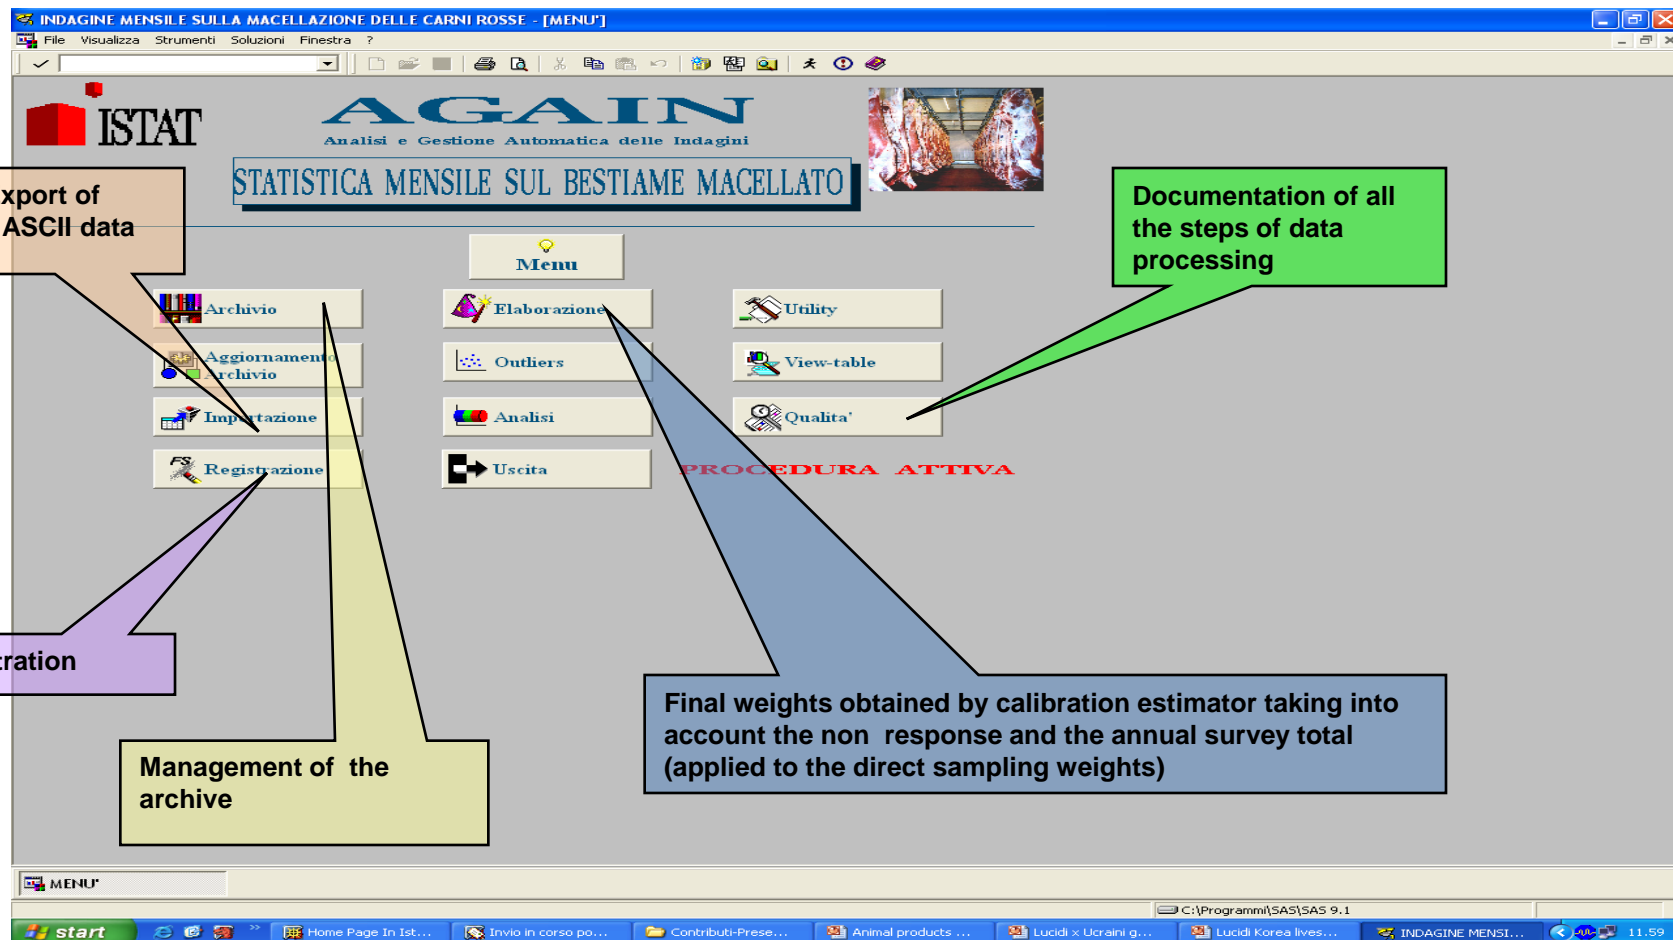 INDAGINE MENSILE SULLA MACELLAZIONE DELLE CARNI ROSSE - [MENU']
File Visualizza Strumenti Soluzioni Finestra ?
ISTAT
AGAIN
Analisi e Gestione Automatica delle Indagini
STATISTICA MENSILE SUL BESTIAME MACELLATO
xport of
ASCII data
Documentation of all
the steps of data
processing
Menu
Archivio
Elaborazione
Utility
Aggiornamento
Archivio
Outliers
View-table
Importazione
Analisi
Qualita'
FS
Registrazione
Uscita
PROCEDURA ATTIVA
tration
Management of the
archive
Final weights obtained by calibration estimator taking into
account the non response and the annual survey total
(applied to the direct sampling weights)
MENU'
C:\Programmi\SAS\SAS 9.1
start
Home Page In Ist...
Invio in corso po...
Contributi-Prese...
Animal products ...
Lucidi x Ucraini g...
Lucidi Korea lives...
INDAGINE MENSI...
11.59